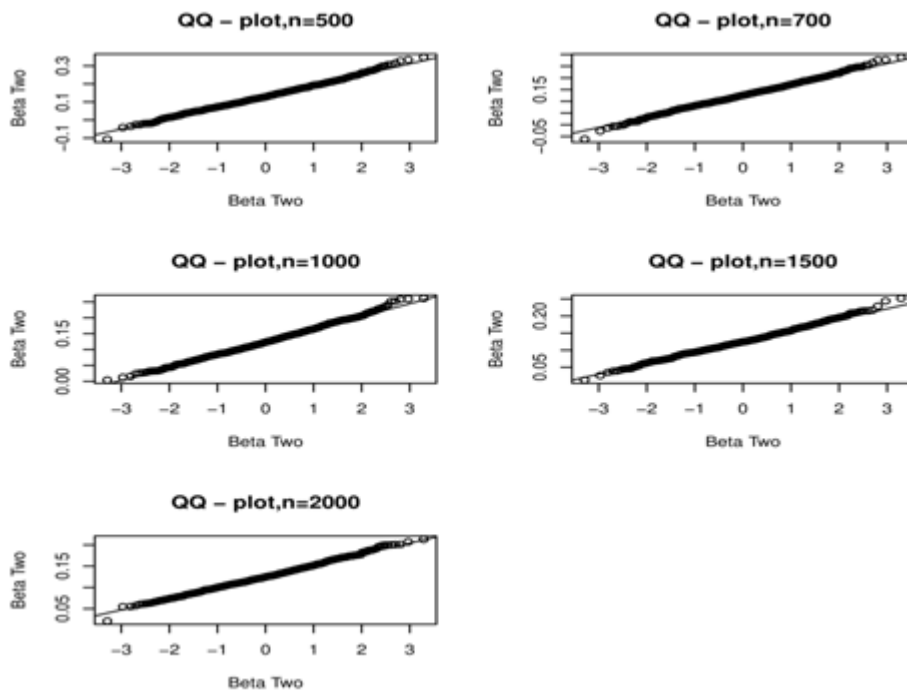 QQ – plot,n=500
Beta Two
0.3
0.1
−0.1
−3 −2 −1 0 1 2 3
Beta Two
QQ – plot,n=700
Beta Two
0.15
−0.05
−3 −2 −1 0 1 2 3
Beta Two
QQ – plot,n=1000
Beta Two
0.15
0.00
−3 −2 −1 0 1 2 3
Beta Two
QQ – plot,n=1500
Beta Two
0.20
0.05
−3 −2 −1 0 1 2 3
Beta Two
QQ – plot,n=2000
Beta Two
0.15
0.05
−3 −2 −1 0 1 2 3
Beta Two